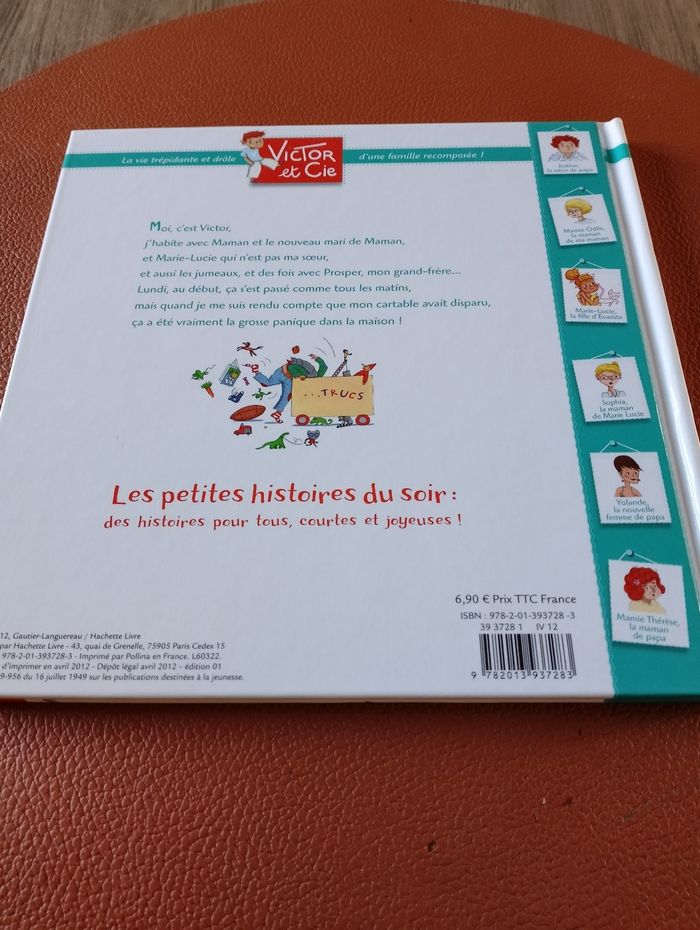 La vie trépidante et drôle
VICTOR
et Cie
d'une famille recomposée !
Moi, c'est Victor,
j'habite avec Maman et le nouveau mari de Maman,
et Marie-Lucie qui n'est pas ma sœur,
et aussi les jumeaux, et des fois avec Prosper, mon grand-frère...
Lundi, au début, ça s'est passé comme tous les matins,
mais quand je me suis rendu compte que mon cartable avait disparu,
ça a été vraiment la grosse panique dans la maison !
...TRUCS
Les petites histoires du soir :
des histoires pour tous, courtes et joyeuses !
Justine,
la sœur de papa
Mamie Odile,
la maman
de ma maman
Marie-Lucie,
la fille d'Evariste
Sophia,
la maman
de Marie Lucie
Yolande,
la nouvelle
femme de papa
Mamie Thérèse,
la maman
de papa
6,90 € Prix TTC France
ISBN : 978-2-01-393728-3
39 3728 1 IV 12
9 782013 937283
12, Gautier-Languereau / Hachette Livre
par Hachette Livre - 43, quai de Grenelle, 75905 Paris Cedex 15
978-2-01-393728-3 - Imprimé par Pollina en France. L60322.
d'imprimer en avril 2012 - Dépôt légal avril 2012 - édition 01
9-956 du 16 juillet 1949 sur les publications destinées à la jeunesse.